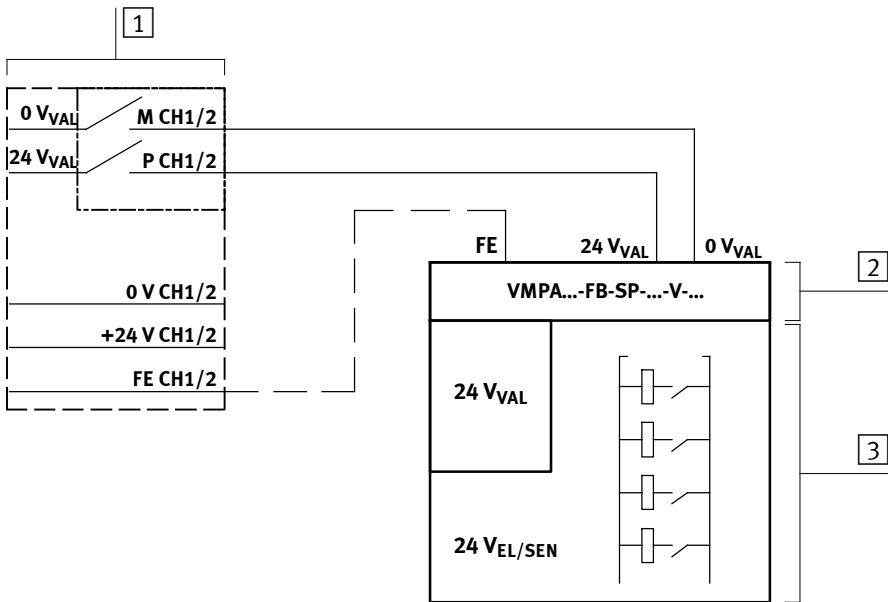 1
0 VVAL M CH1/2
24 VVAL P CH1/2
FE 24 VVAL 0 VVAL
2
VMPA...-FB-SP-...-V-...
0 V CH1/2
+24 V CH1/2
FE CH1/2
24 VVAL
3
24 VEL/SEN